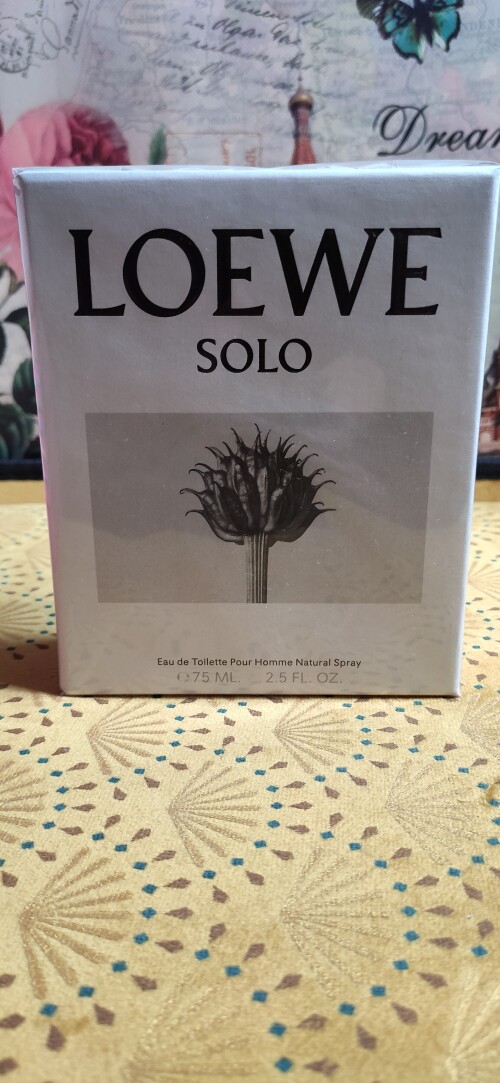 Dream
LOEWE
SOLO
Eau de Toilette Pour Homme Natural Spray
℮ 75 ML. 2.5 FL. OZ.